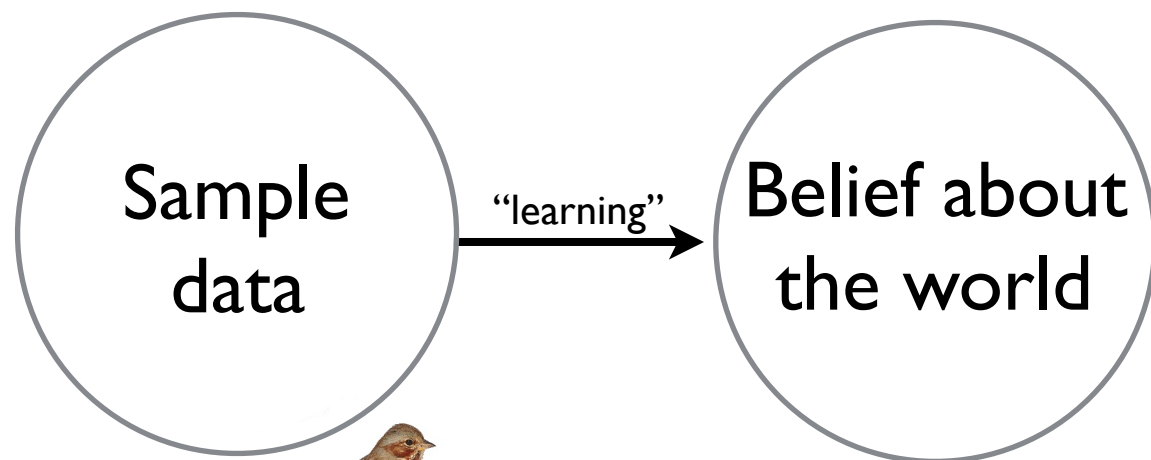 Sample
data
“learning”
Belief about
the world